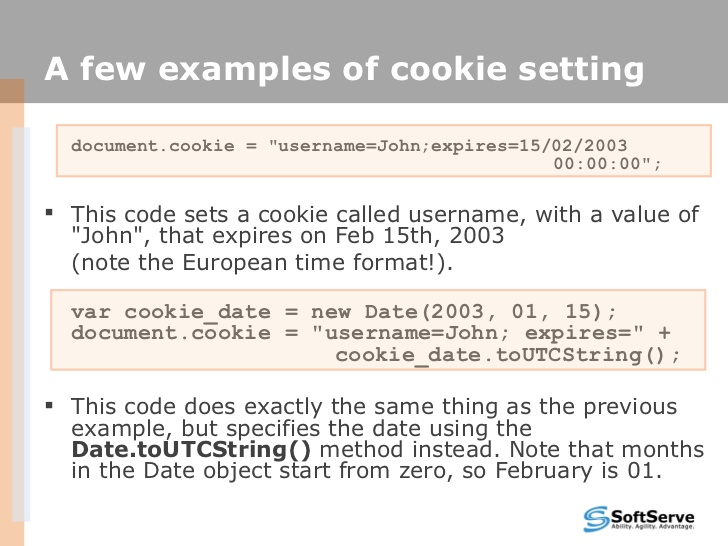 A few examples of cookie setting
document.cookie = "username=John;expires=15/02/2003
00:00:00";
▪ This code sets a cookie called username, with a value of
"John", that expires on Feb 15th, 2003
(note the European time format!).
var cookie_date = new Date(2003, 01, 15);
document.cookie = "username=John; expires=" +
cookie_date.toUTCString();
▪ This code does exactly the same thing as the previous
example, but specifies the date using the
Date.toUTCString() method instead. Note that months
in the Date object start from zero, so February is 01.
SoftServe
Ability. Agility. Advantage.